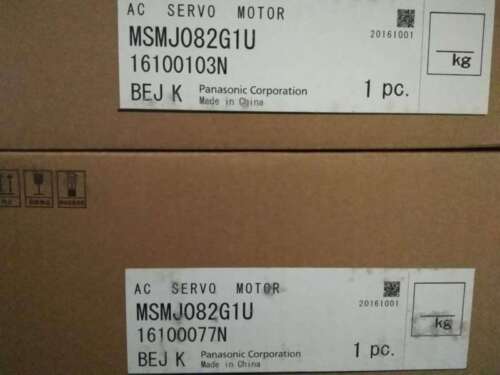 AC SERVO MOTOR
MSMJ082G1U
20161001
16100103N
kg
BEJ K Panasonic Corporation 1 pc.
Made in China
AC SERVO MOTOR
MSMJ082G1U
20161001
16100077N
kg
BEJ K Panasonic Corporation 1 pc.
Made in China